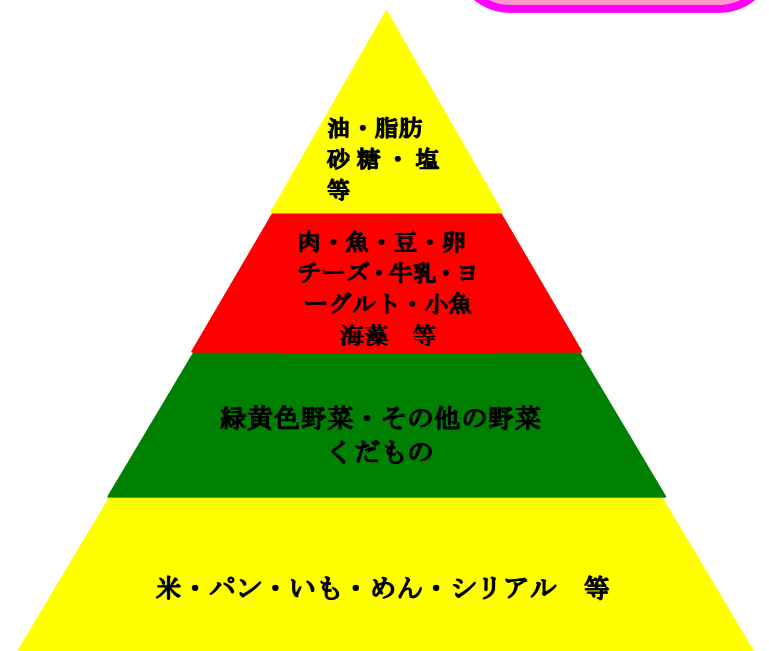 油・脂肪
砂糖・塩
等
肉・魚・豆・卵
チーズ・牛乳・ヨ
ーグルト・小魚
海藻　等
緑黄色野菜・その他の野菜
くだもの
米・パン・いも・めん・シリアル　等